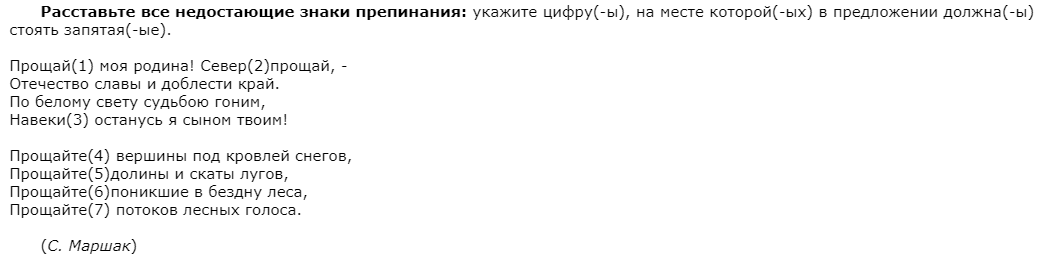 Расставьте все недостающие знаки препинания: укажите цифру(-ы), на месте которой(-ых) в предложении должна(-ы)
стоять запятая(-ые).
Прощай(1) моя родина! Север(2)прощай, -
Отечество славы и доблести край.
По белому свету судьбою гоним,
Навеки(3) останусь я сыном твоим!
Прощайте(4) вершины под кровлей снегов,
Прощайте(5)долины и скаты лугов,
Прощайте(6)поникшие в бездну леса,
Прощайте(7) потоков лесных голоса.
(С. Маршак)